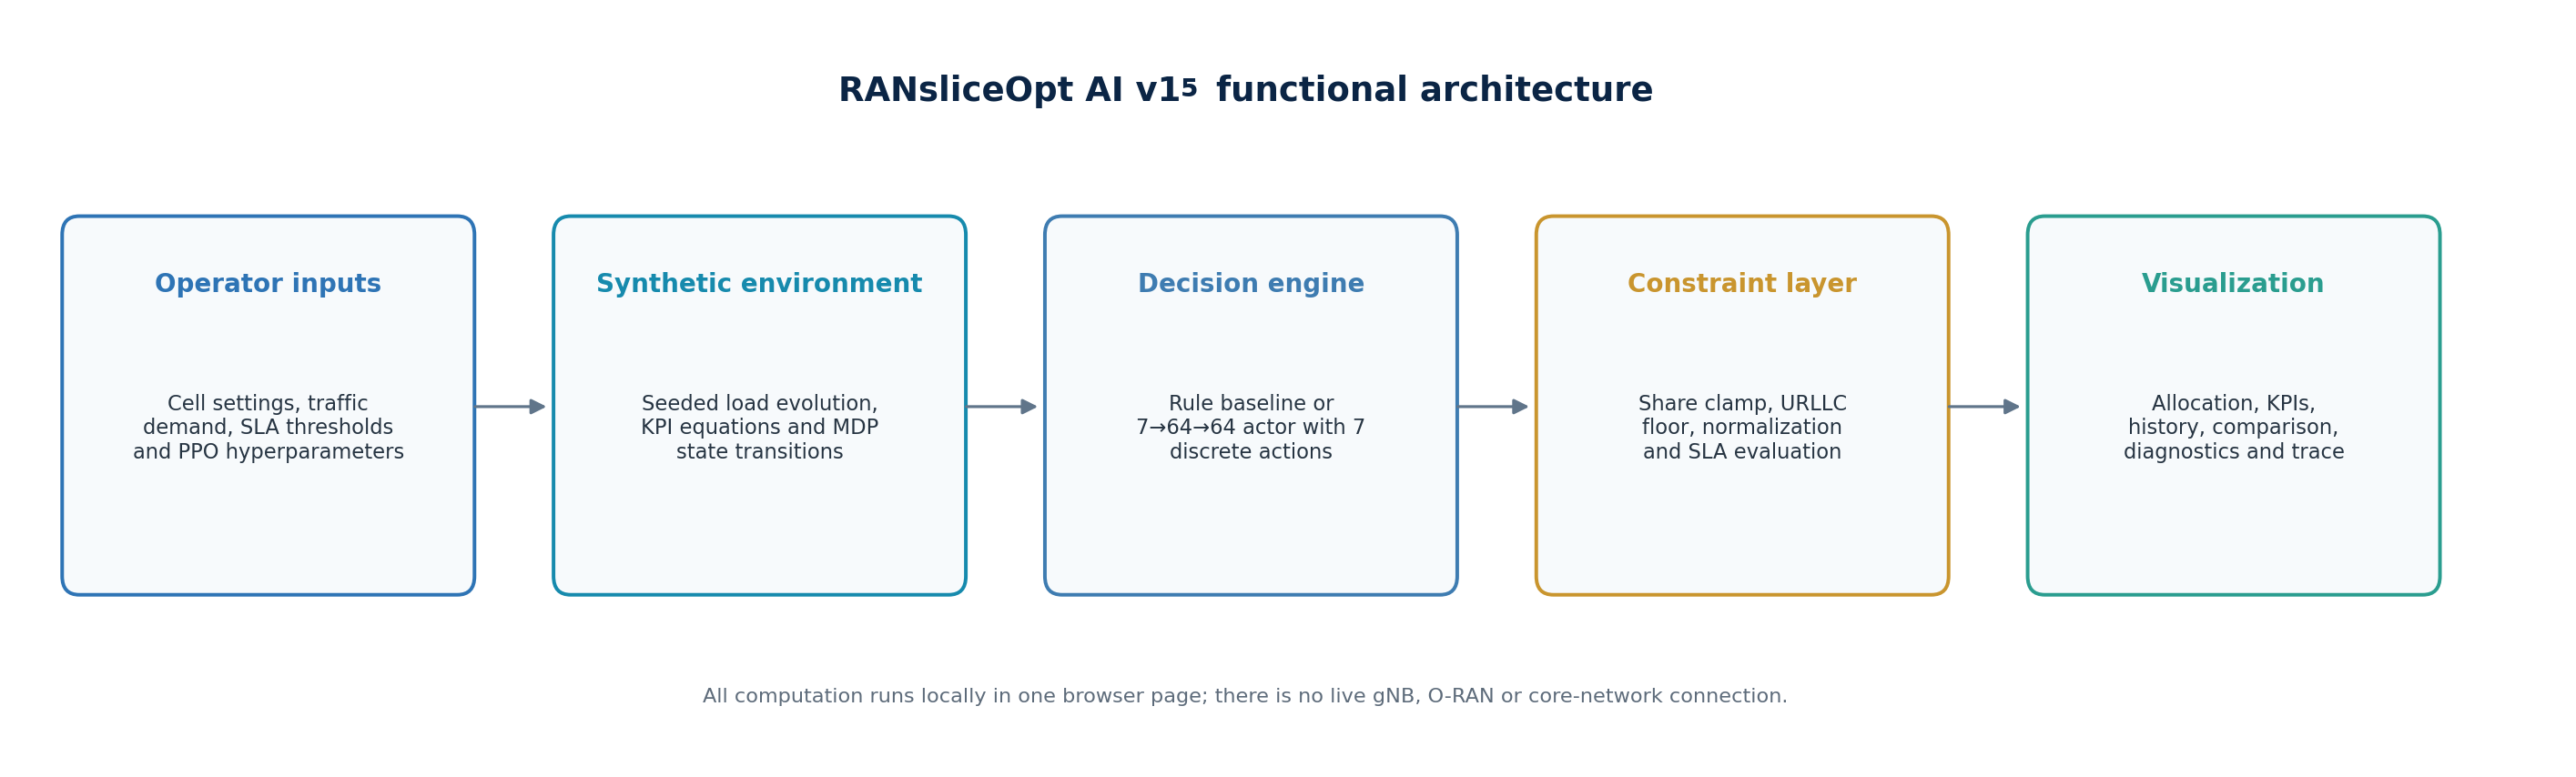 RANsliceOpt AI v15 functional architecture
Operator inputs
Cell settings, traffic
demand, SLA thresholds
and PPO hyperparameters
Synthetic environment
Seeded load evolution,
KPI equations and MDP
state transitions
Decision engine
Rule baseline or
7→64→64 actor with 7
discrete actions
Constraint layer
Share clamp, URLLC
floor, normalization
and SLA evaluation
Visualization
Allocation, KPIs,
history, comparison,
diagnostics and trace
All computation runs locally in one browser page; there is no live gNB, O-RAN or core-network connection.